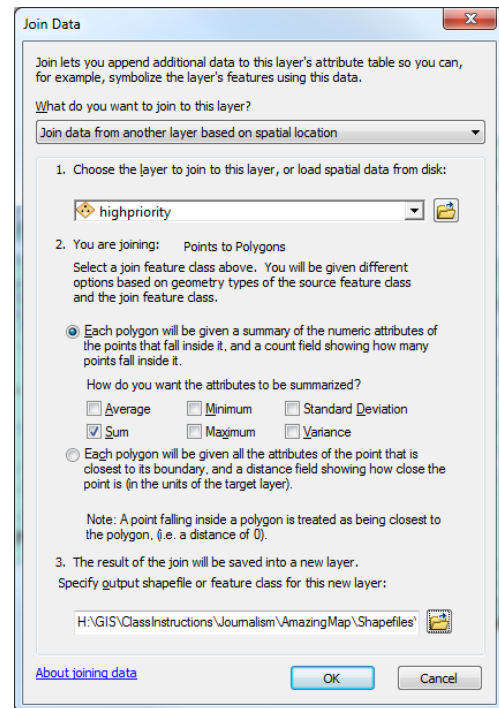 Join Data
Join lets you append additional data to this layer's attribute table so you can,
for example, symbolize the layer's features using this data.
What do you want to join to this layer?
Join data from another layer based on spatial location
1. Choose the layer to join to this layer, or load spatial data from disk:
highpriority
2. You are joining: Points to Polygons
Select a join feature class above. You will be given different
options based on geometry types of the source feature class
and the join feature class.
Each polygon will be given a summary of the numeric attributes of
the points that fall inside it, and a count field showing how many
points fall inside it.
How do you want the attributes to be summarized?
Average Minimum Standard Deviation
Sum Maximum Variance
Each polygon will be given all the attributes of the point that is
closest to its boundary, and a distance field showing how close the
point is (in the units of the target layer).
Note: A point falling inside a polygon is treated as being closest to
the polygon, (i.e. a distance of 0).
3. The result of the join will be saved into a new layer.
Specify output shapefile or feature class for this new layer:
H:\GIS\ClassInstructions\Journalism\AmazingMap\Shapefiles\
About joining data OK Cancel